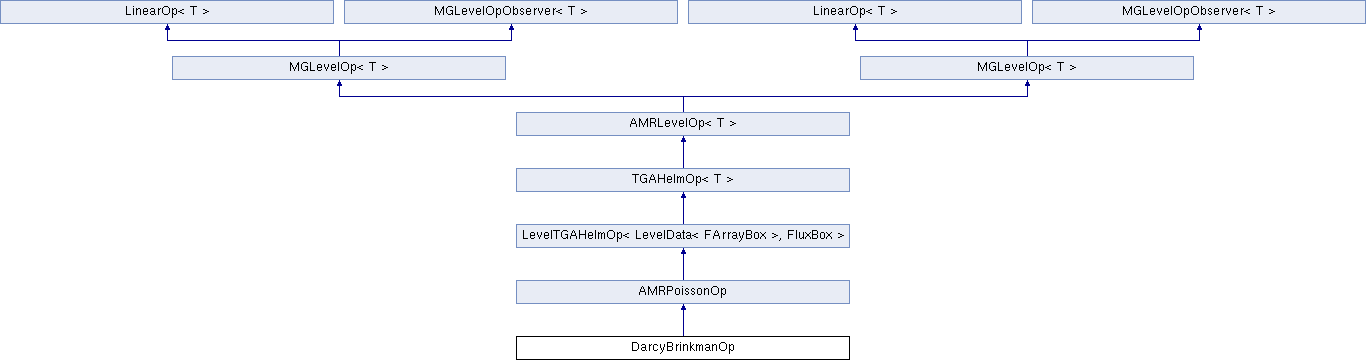 LinearOp< T >
MGLevelOpObserver< T >
LinearOp< T >
MGLevelOpObserver< T >
MGLevelOp< T >
MGLevelOp< T >
AMRLevelOp< T >
TGAHelmOp< T >
LevelTGAHelmOp< LevelData< FArrayBox >, FluxBox >
AMRPoissonOp
DarcyBrinkmanOp